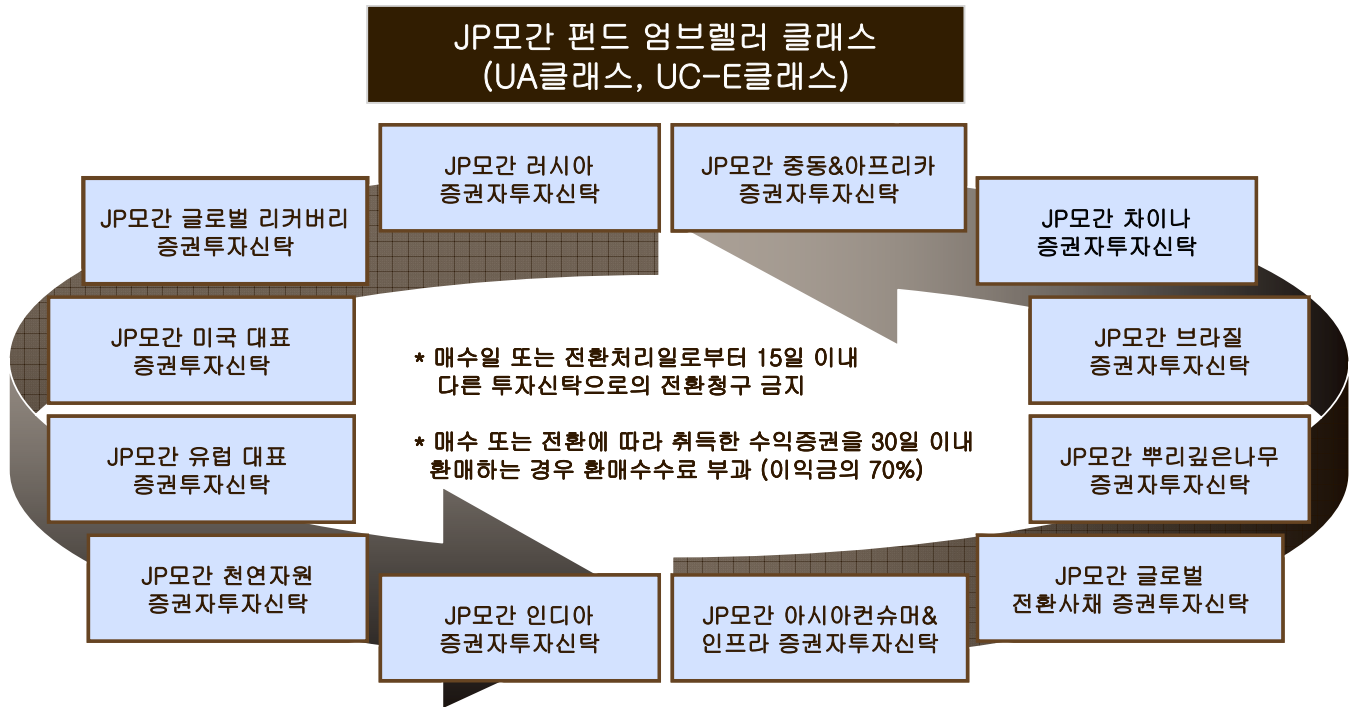 JP모간 펀드 엄브렐러 클래스
(UA클래스, UC-E클래스)
JP모간 러시아
증권자투자신탁
JP모간 중동&아프리카
증권자투자신탁
JP모간 글로벌 리커버리
증권투자신탁
JP모간 차이나
증권자투자신탁
JP모간 미국 대표
증권투자신탁
JP모간 브라질
증권자투자신탁
* 매수일 또는 전환처리일로부터 15일 이내
다른 투자신탁으로의 전환청구 금지
* 매수 또는 전환에 따라 취득한 수익증권을 30일 이내
환매하는 경우 환매수수료 부과 (이익금의 70%)
JP모간 유럽 대표
증권투자신탁
JP모간 뿌리깊은나무
증권자투자신탁
JP모간 천연자원
증권자투자신탁
JP모간 글로벌
전환사채 증권투자신탁
JP모간 인디아
증권자투자신탁
JP모간 아시아컨슈머&
인프라 증권자투자신탁